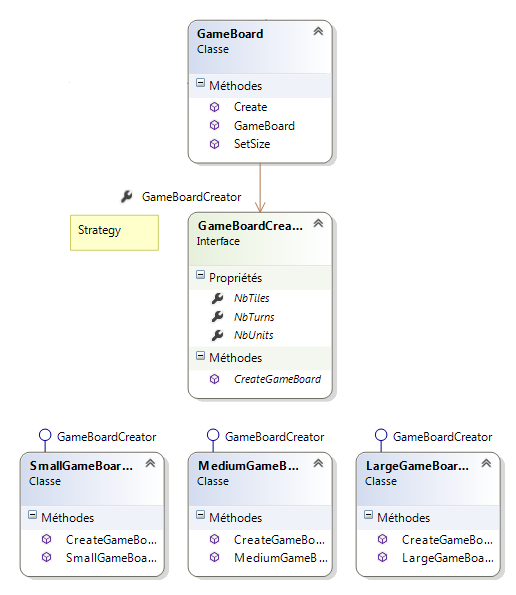 GameBoard
Classe
Méthodes
Create
GameBoard
SetSize
GameBoardCreator
Strategy
GameBoardCrea...
Interface
Propriétés
NbTiles
NbTurns
NbUnits
Méthodes
CreateGameBoard
GameBoardCreator
SmallGameBoar...
Classe
Méthodes
CreateGameBo...
SmallGameBoa...
GameBoardCreator
MediumGameB...
Classe
Méthodes
CreateGameBo...
MediumGameB...
GameBoardCreator
LargeGameBoar...
Classe
Méthodes
CreateGameBo...
LargeGameBoa...